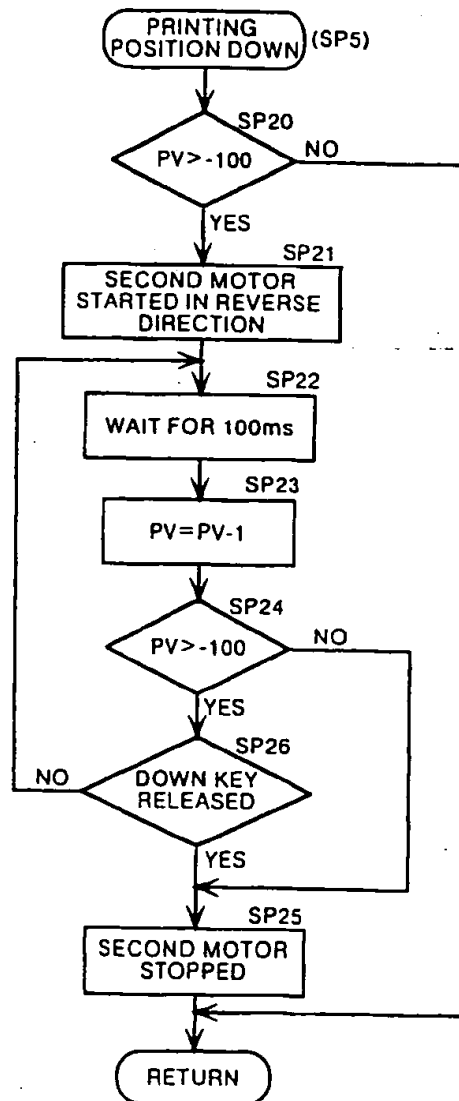 PRINTING
POSITION DOWN
(SP5)
SP20
PV>-100
NO
YES
SP21
SECOND MOTOR
STARTED IN REVERSE
DIRECTION
SP22
WAIT FOR 100ms
SP23
PV=PV-1
SP24
PV>-100
NO
YES
SP26
NO
DOWN KEY
RELEASED
YES
SP25
SECOND MOTOR
STOPPED
RETURN